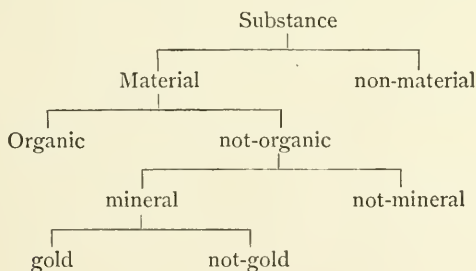 Substance
Material non-material
Organic not-organic
mineral not-mineral
gold not-gold